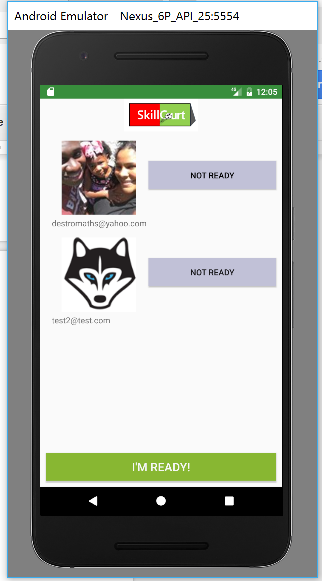 Android Emulator Nexus_6P_API_25:5554
12:05
SkillCourt
NOT READY
destromaths@yahoo.com
NOT READY
test2@test.com
I'M READY!